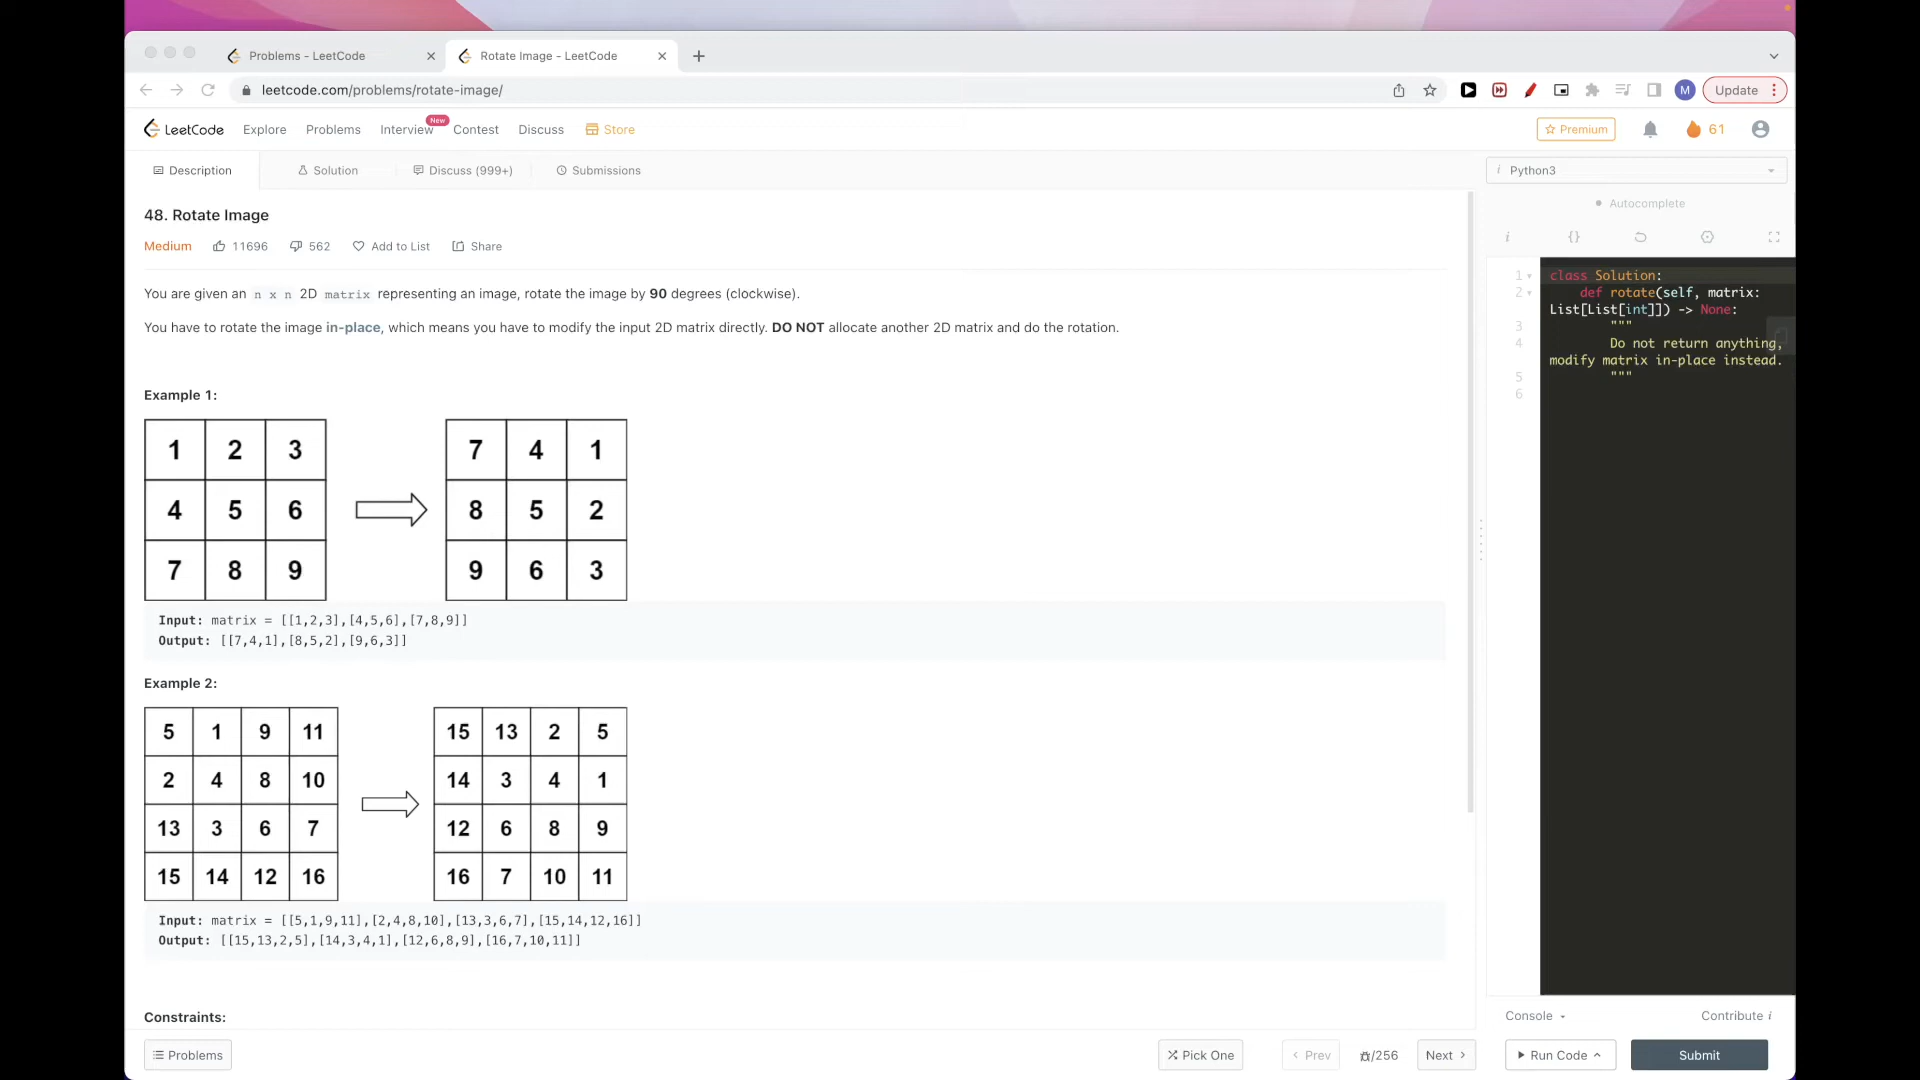 Problems - LeetCode
Rotate Image - LeetCode
leetcode.com/problems/rotate-image/
M
Update
LeetCode
Explore
Problems
Interview
New
Contest
Discuss
Store
Premium
61
Description
Solution
Discuss (999+)
Submissions
48. Rotate Image
Medium 11696 562 Add to List Share
You are given an n x n 2D matrix representing an image, rotate the image by 90 degrees (clockwise).
You have to rotate the image in-place, which means you have to modify the input 2D matrix directly. DO NOT allocate another 2D matrix and do the rotation.
Example 1:
1 2 3
4 5 6
7 8 9
7 4 1
8 5 2
9 6 3
Input: matrix = [[1,2,3],[4,5,6],[7,8,9]]
Output: [[7,4,1],[8,5,2],[9,6,3]]
Example 2:
5 1 9 11
2 4 8 10
13 3 6 7
15 14 12 16
15 13 2 5
14 3 4 1
12 6 8 9
16 7 10 11
Input: matrix = [[5,1,9,11],[2,4,8,10],[13,3,6,7],[15,14,12,16]]
Output: [[15,13,2,5],[14,3,4,1],[12,6,8,9],[16,7,10,11]]
Constraints:
Problems
Pick One
Prev
/256
Next
i Python3
Autocomplete
i {}
1 class Solution:
2 def rotate(self, matrix:
List[List[int]]) -> None:
3 """
4 Do not return anything,
modify matrix in-place instead.
5 """
6
Console
Contribute i
Run Code
Submit